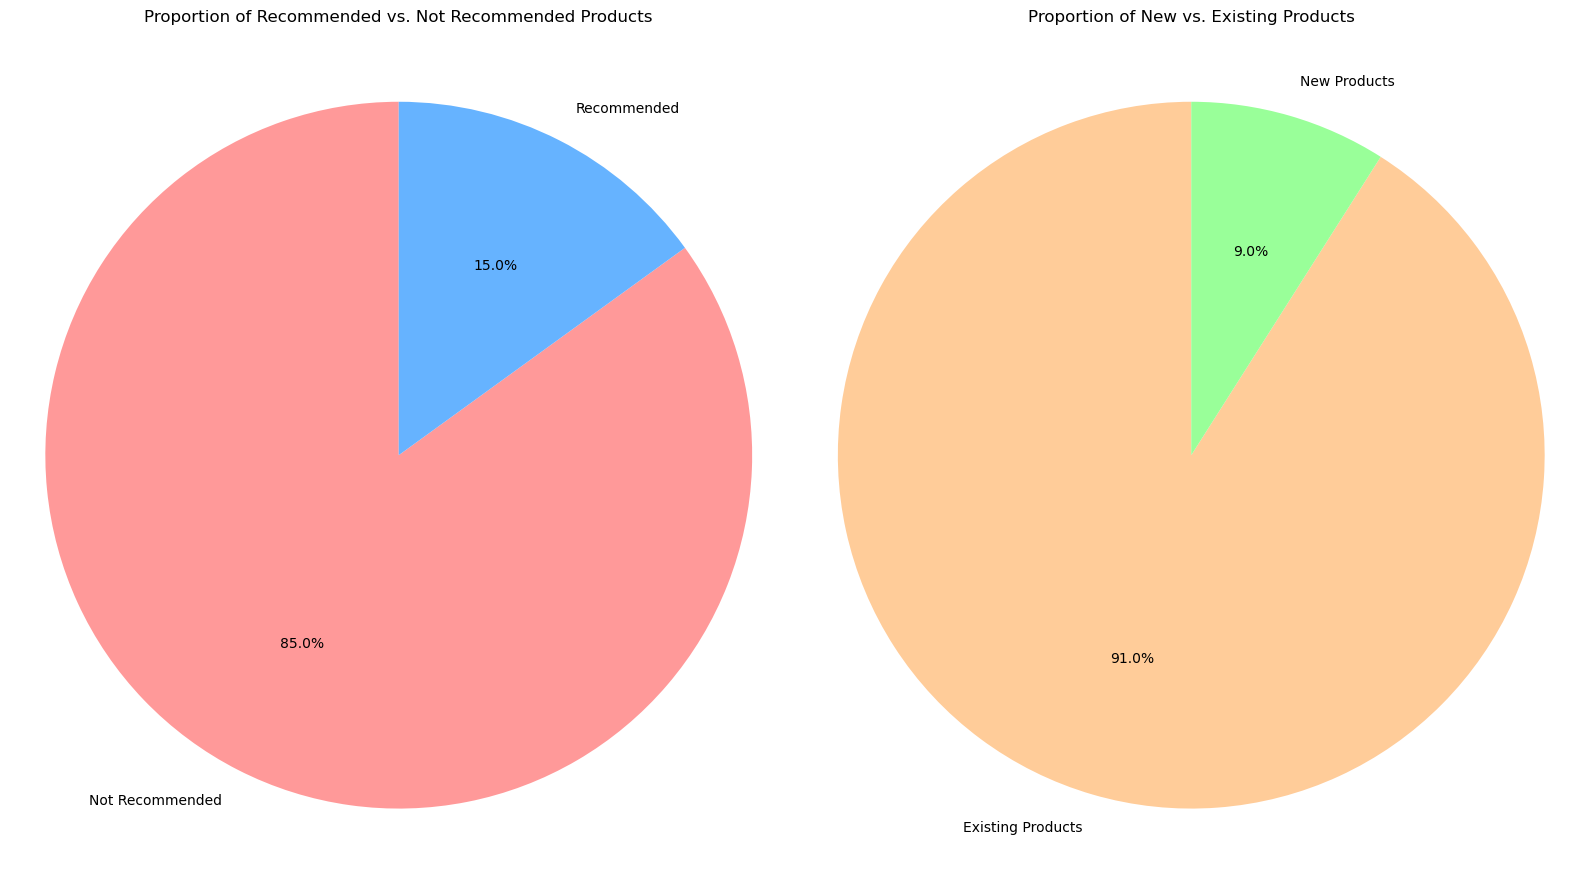 Proportion of Recommended vs. Not Recommended Products
Recommended
15.0%
85.0%
Not Recommended
Proportion of New vs. Existing Products
New Products
9.0%
91.0%
Existing Products